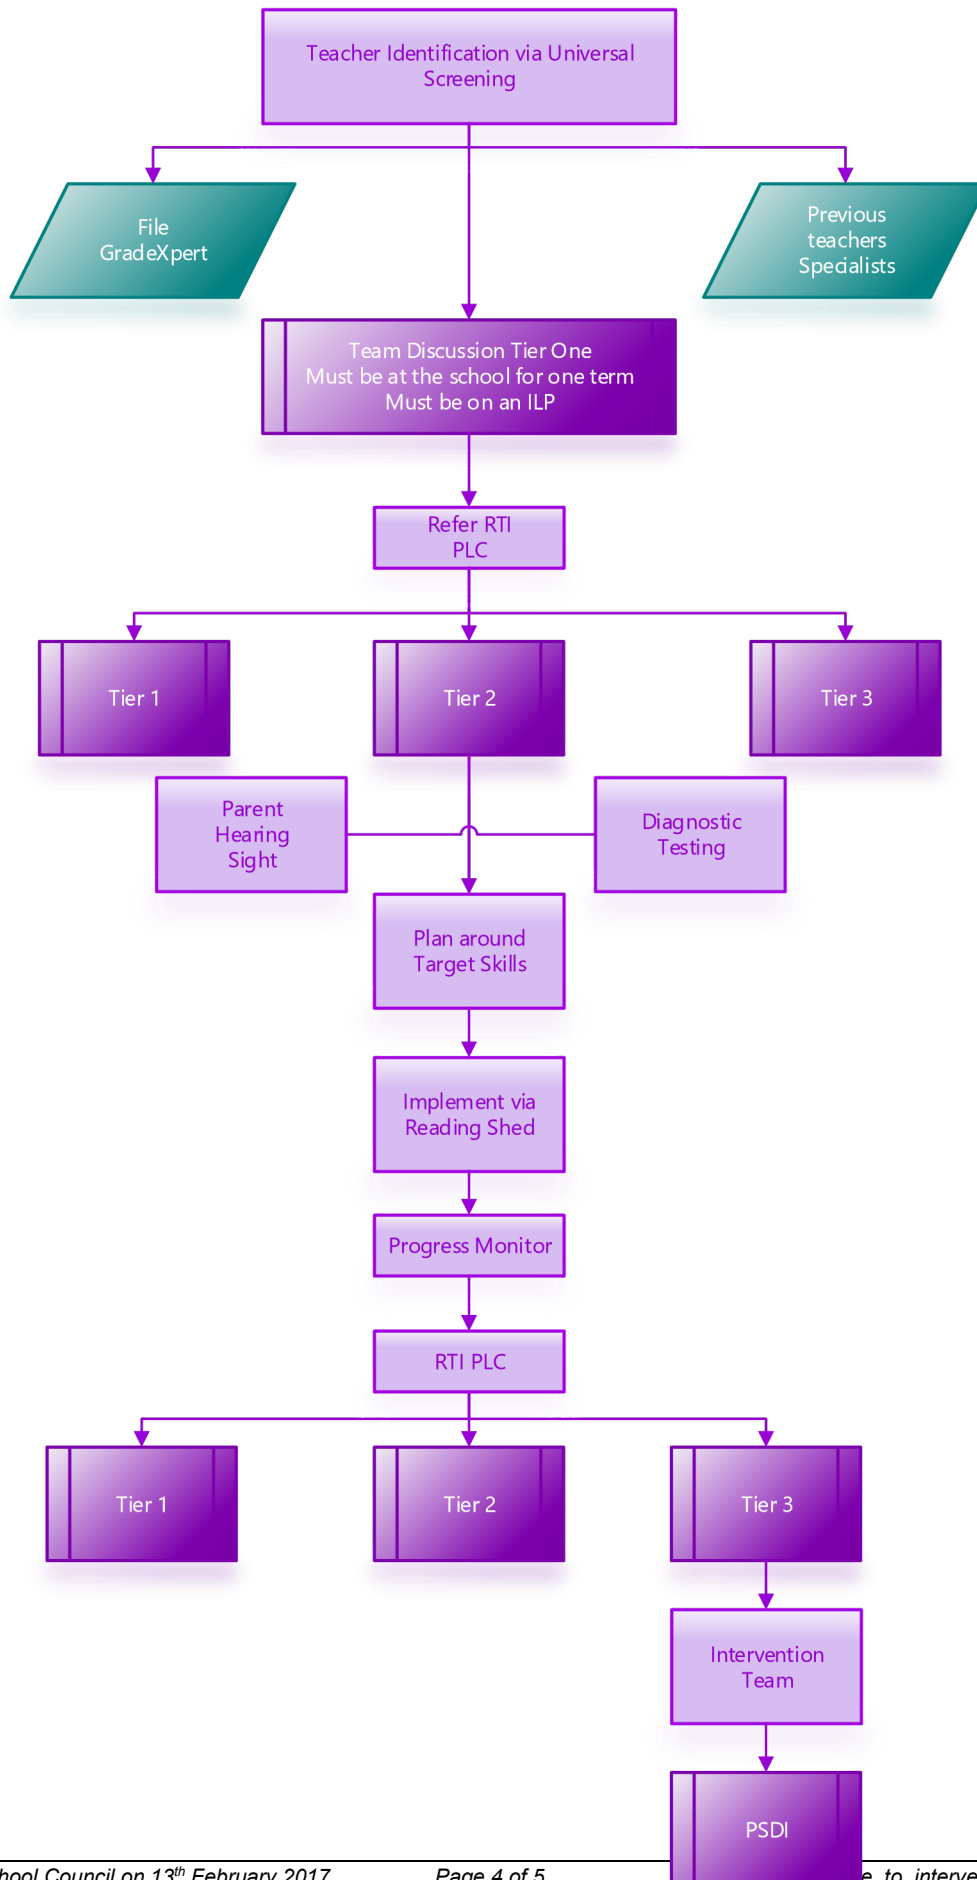 Teacher Identification via Universal
Screening
File
GradeXpert
Previous
teachers
Specialists
Team Discussion Tier One
Must be at the school for one term
Must be on an ILP
Refer RTI
PLC
Tier 1
Tier 2
Tier 3
Parent
Hearing
Sight
Diagnostic
Testing
Plan around
Target Skills
Implement via
Reading Shed
Progress Monitor
RTI PLC
Tier 1
Tier 2
Tier 3
Intervention
Team
PSDI
Council on 13th February 2017
Page 4 of 5
to